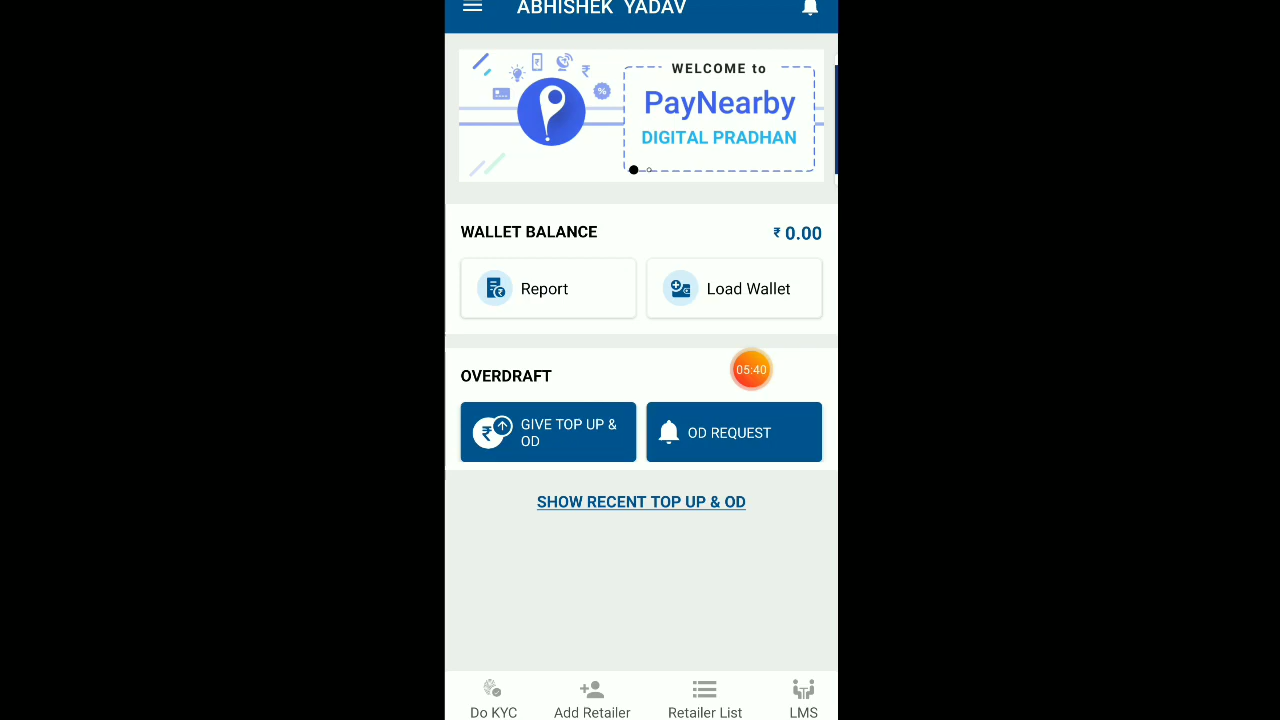 ABHISHEK YADAV
WELCOME to
PayNearby
DIGITAL PRADHAN
WALLET BALANCE
₹ 0.00
Report
Load Wallet
OVERDRAFT
05:40
GIVE TOP UP &
OD
OD REQUEST
SHOW RECENT TOP UP & OD
Do KYC
Add Retailer
Retailer List
LMS